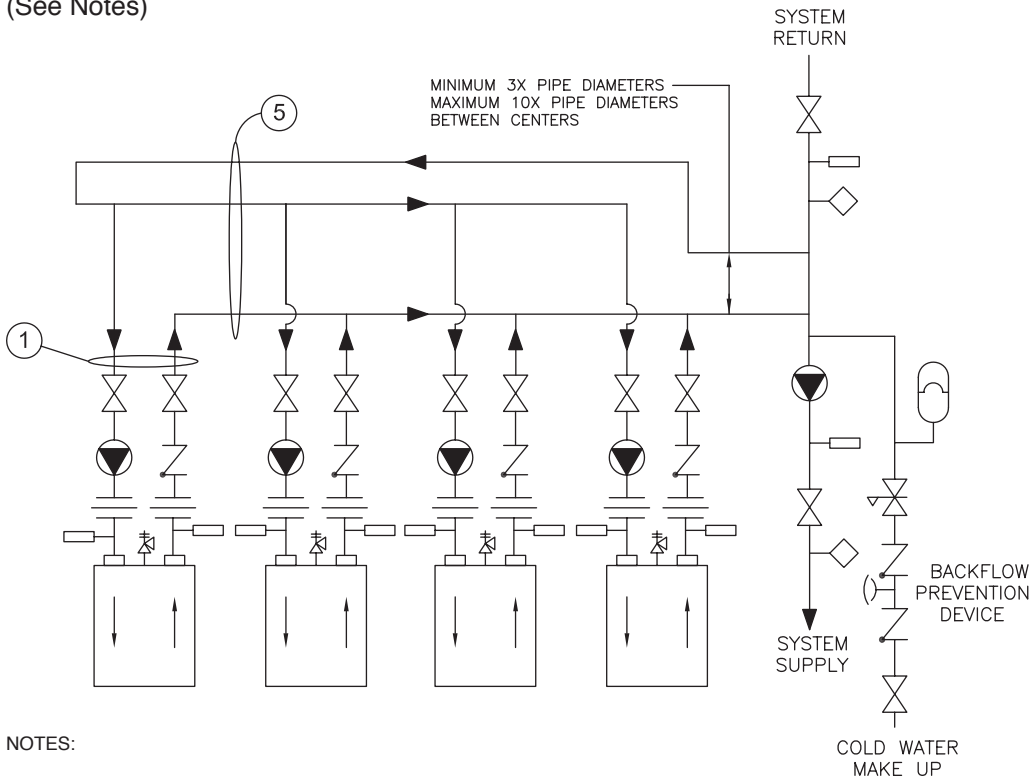 (See Notes)
SYSTEM
RETURN
MINIMUM 3X PIPE DIAMETERS
MAXIMUM 10X PIPE DIAMETERS
BETWEEN CENTERS
5
1
BACKFLOW
PREVENTION
DEVICE
SYSTEM
SUPPLY
NOTES:
COLD WATER
MAKE UP